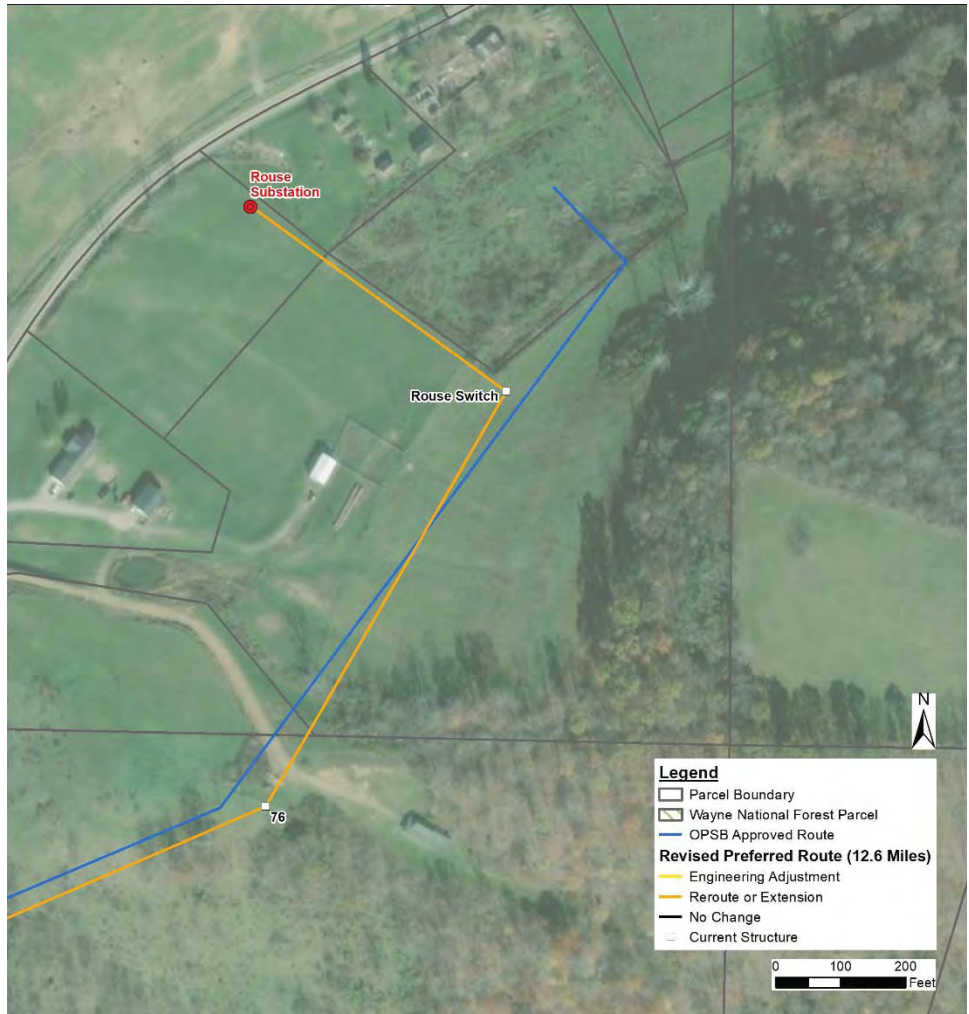 Rouse
Substation
Rouse Switch
76
N
Legend
Parcel Boundary
Wayne National Forest Parcel
OPSB Approved Route
Revised Preferred Route (12.6 Miles)
Engineering Adjustment
Reroute or Extension
No Change
Current Structure
0 100 200
Feet